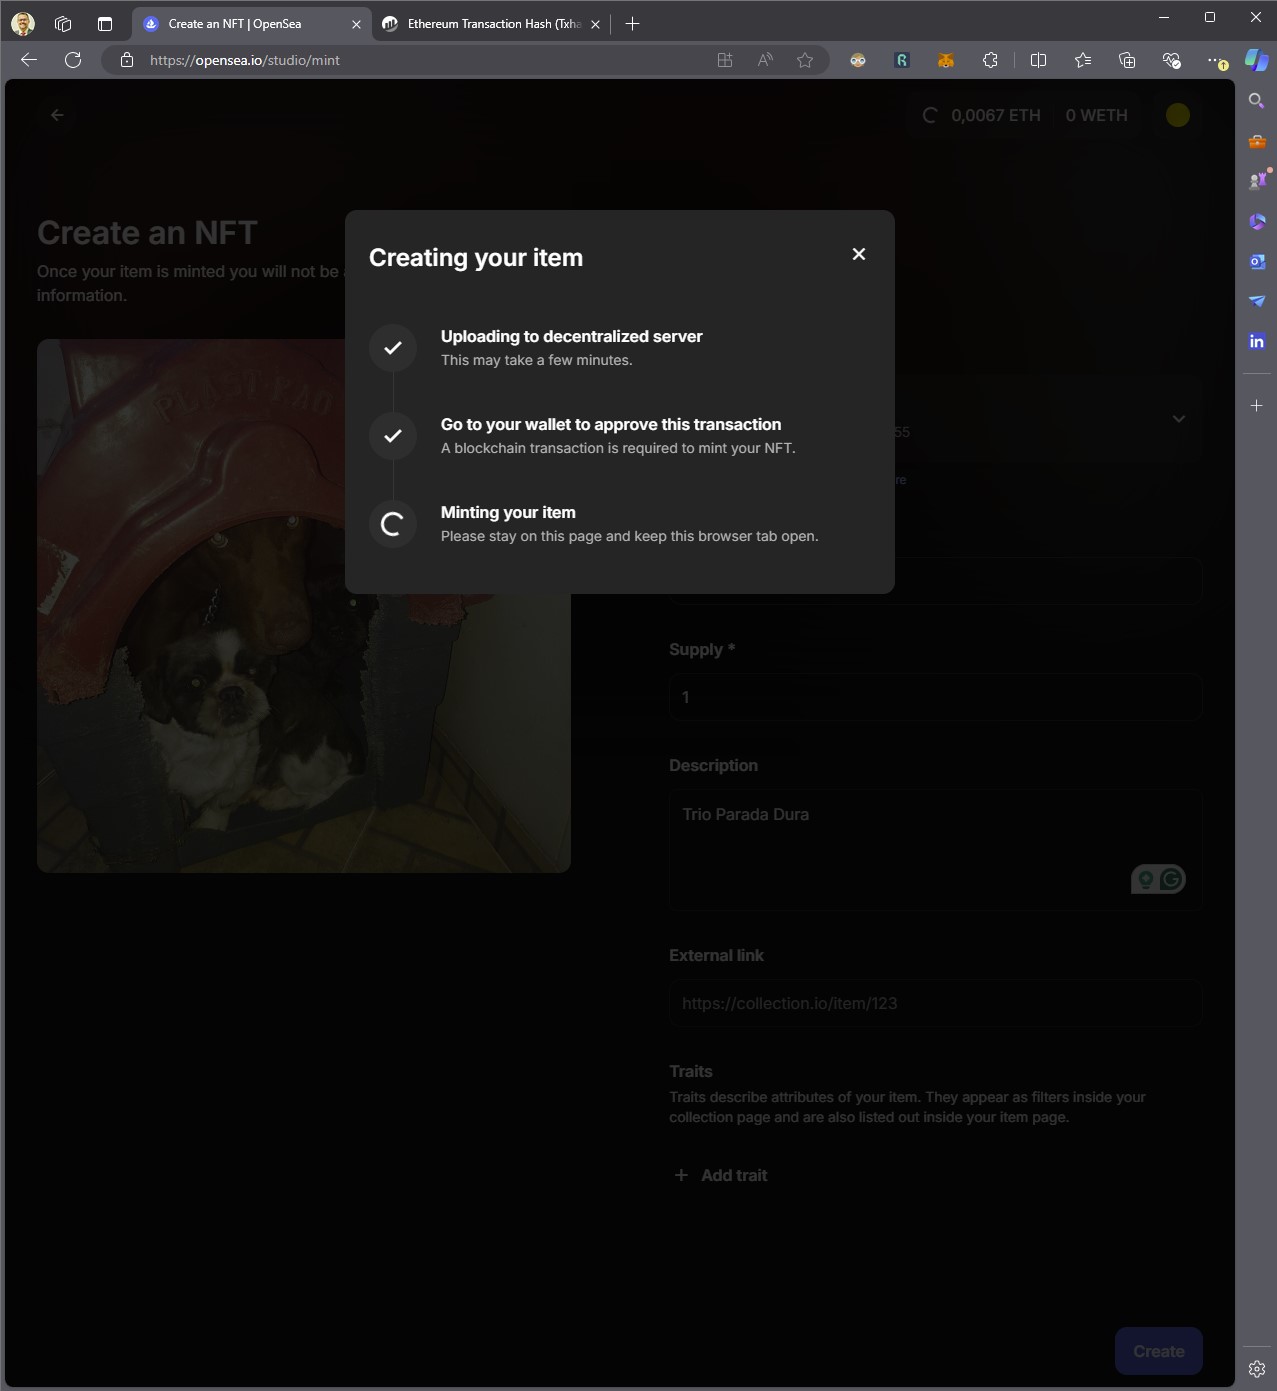 Create an NFT | OpenSea
Ethereum Transaction Hash (Txha
https://opensea.io/studio/mint
0,0067 ETH
0 WETH
Create an NFT
Once your item is minted you will not be a
information.
PLAST PAO
Creating your item
Uploading to decentralized server
This may take a few minutes.
Go to your wallet to approve this transaction
A blockchain transaction is required to mint your NFT.
Minting your item
Please stay on this page and keep this browser tab open.
55
re
Supply *
1
Description
Trio Parada Dura
External link
https://collection.io/item/123
Traits
Traits describe attributes of your item. They appear as filters inside your
collection page and are also listed out inside your item page.
+ Add trait
Create